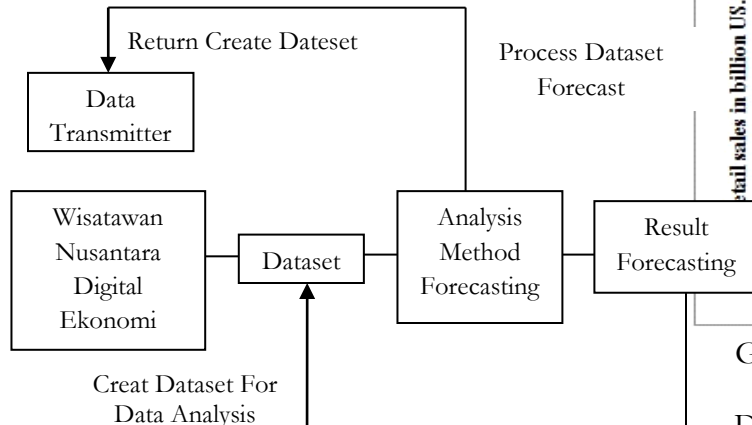 Return Create Dateset
Process Dataset
Forecast
Data
Transmitter
Wisatawan
Nusantara
Digital
Ekonomi
Dataset
Analysis
Method
Forecasting
Result
Forecasting
Creat Dataset For
Data Analysis
sales in billion US.
G